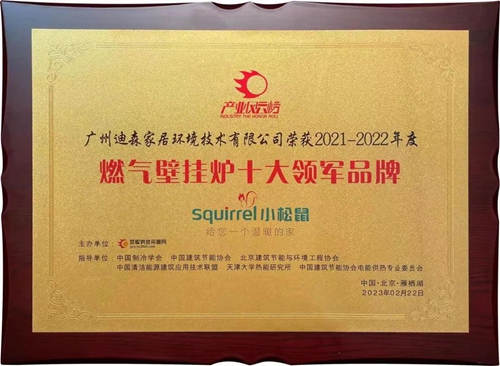 产业风云榜
INDUSTRY THE HONOR ROLL
广州迪森家居环境技术有限公司荣获2021-2022年度
燃气壁挂炉十大领军品牌
Squirrel小松鼠
给您一个温暖的家
主办单位:
指导单位: 中国制冷学会 中国建筑节能协会 北京建筑节能与环境工程协会
中国清洁能源建筑应用技术联盟 天津大学热能研究所 中国建筑节能协会电能供热专业委员会
中国·北京·雁栖湖
2023年02月22日